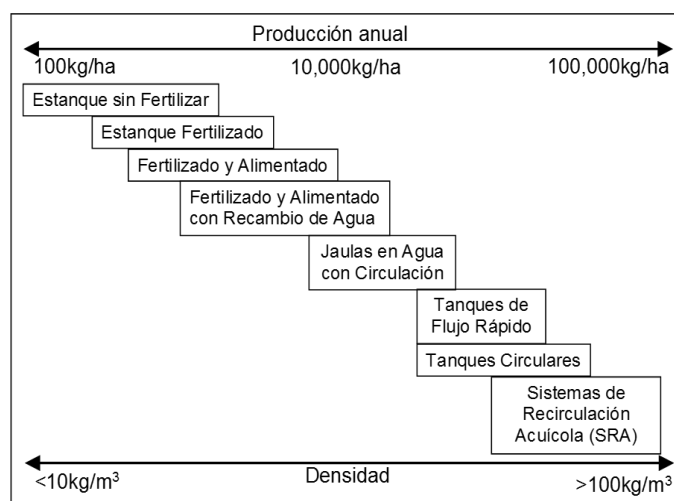 Producción anual
100kg/ha 10,000kg/ha 100,000kg/ha
Estanque sin Fertilizar
Estanque Fertilizado
Fertilizado y Alimentado
Fertilizado y Alimentado
con Recambio de Agua
Jaulas en Agua
con Circulación
Tanques de
Flujo Rápido
Tanques Circulares
Sistemas de
Recirculación
Acuícola (SRA)
<10kg/m³ Densidad >100kg/m³